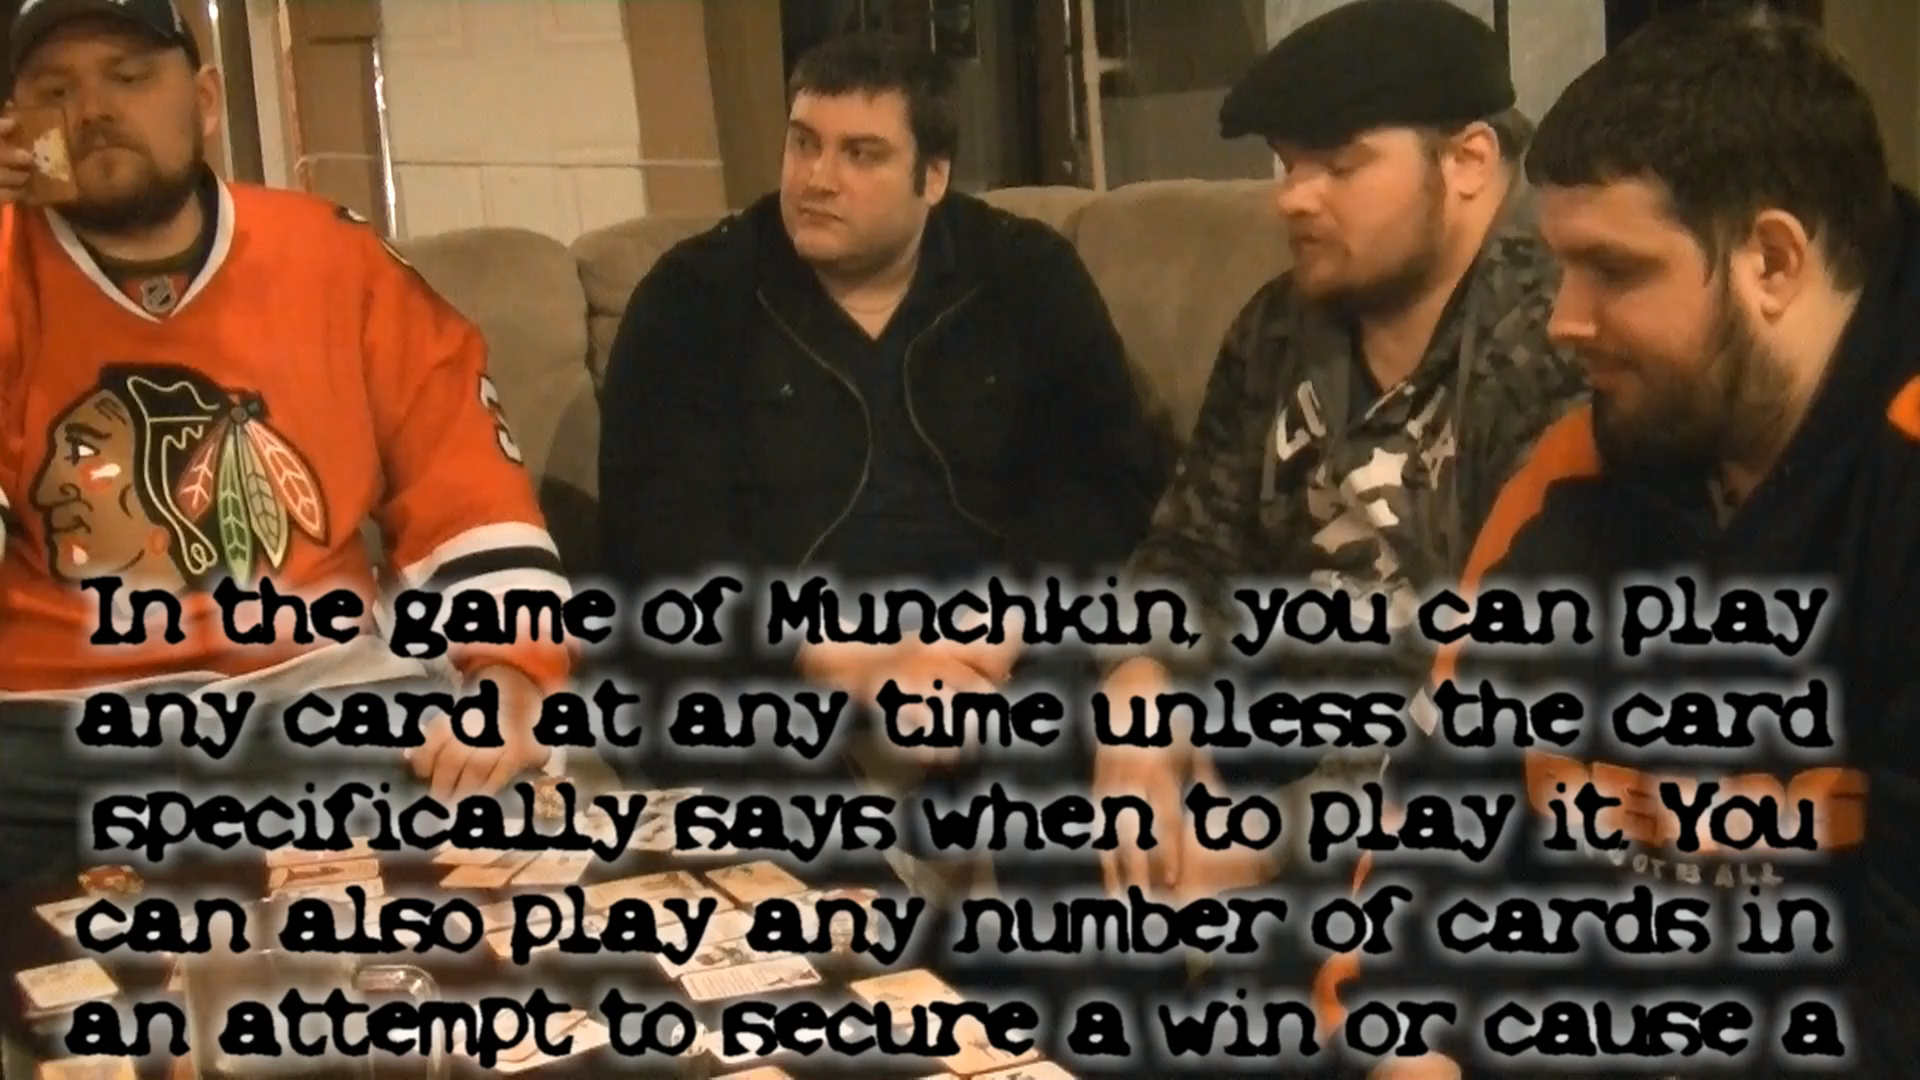 In the game of Munchkin, you can play
any card at any time unless the card
specifically says when to play it. You
can also play any number of cards in
an attempt to secure a win or cause a